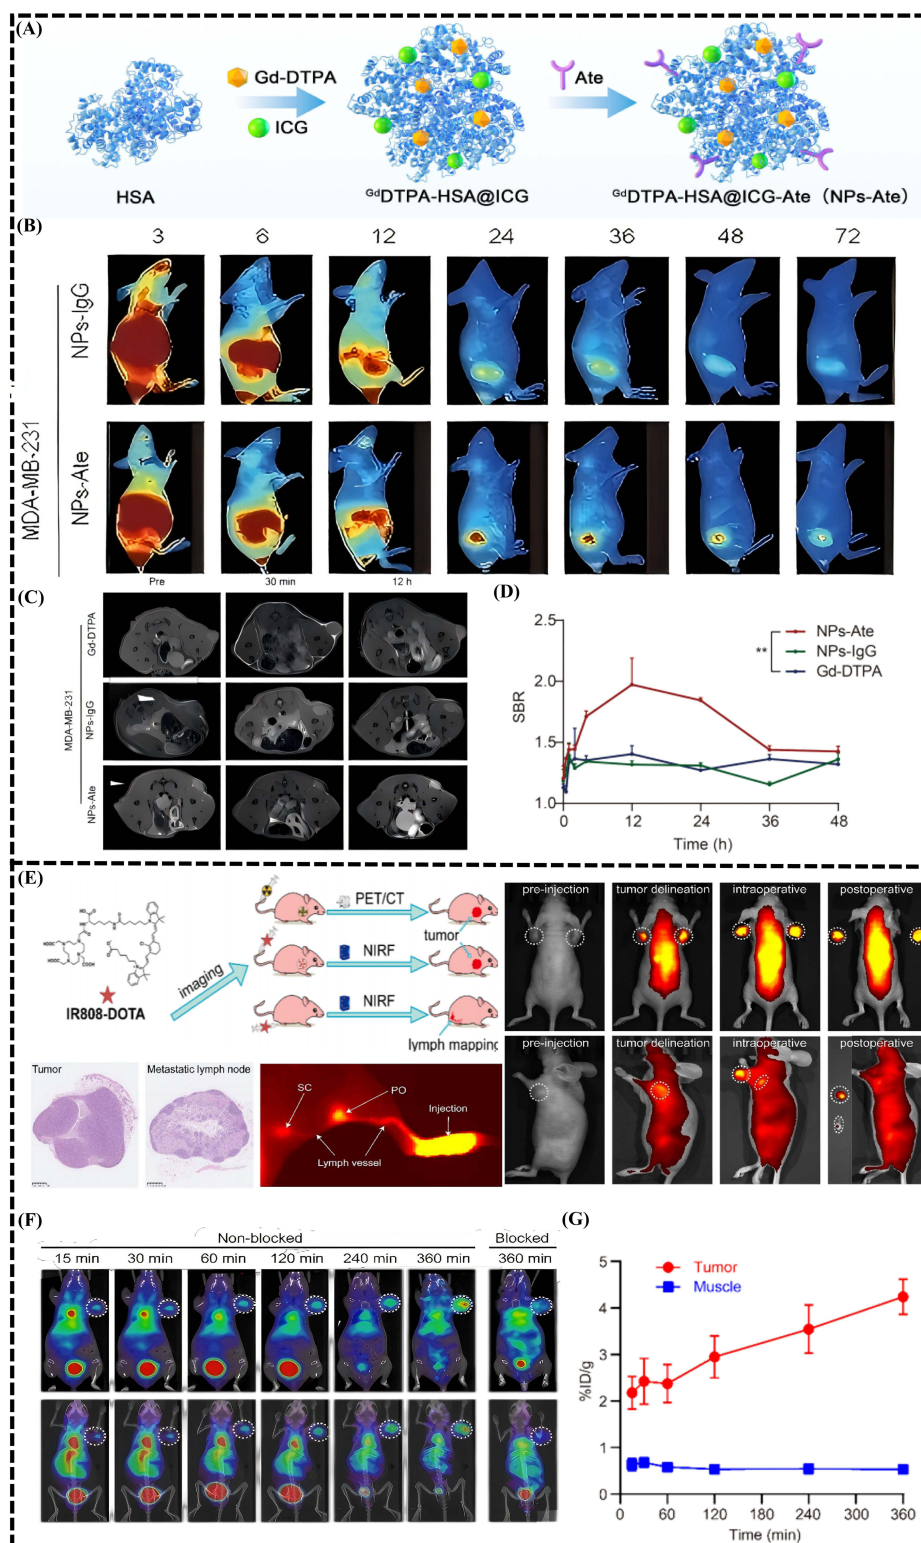 (A)
Gd-DTPA
ICG
Ate
HSA
GdDTPA-HSA@ICG
GdDTPA-HSA@ICG-Ate (NPs-Ate)
(B)
3 6 12 24 36 48 72
MDA-MB-231
NPs-IgG
NPs-Ate
Pre 30 min 12 h
(C)
MDA-MB-231
Gd-DTPA
NPs-IgG
NPs-Ate
(D)
2.5
2.0
1.5
1.0
SBR
NPs-Ate
NPs-IgG
Gd-DTPA
**
0 12 24 36 48
Time (h)
(E)
IR808-DOTA
imaging
PET/CT
tumor
NIRF
NIRF
lymph mapping
pre-injection tumor delineation intraoperative postoperative
pre-injection tumor delineation intraoperative postoperative
Tumor
Metastatic lymph node
SC
PO
Injection
Lymph vessel
(F)
Non-blocked Blocked
15 min 30 min 60 min 120 min 240 min 360 min 360 min
(G)
5
4
3
2
1
0
%ID/g
Tumor
Muscle
0 60 120 180 240 300 360
Time (min)